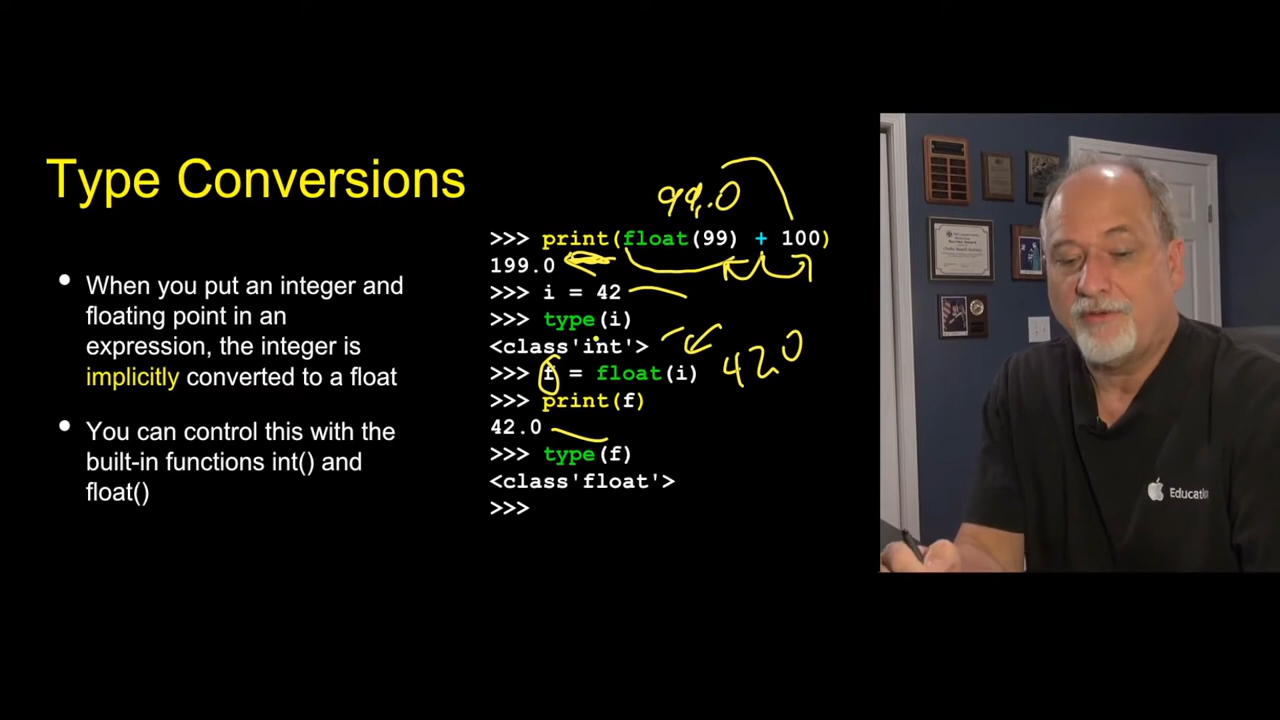 Type Conversions
• When you put an integer and
floating point in an
expression, the integer is
implicitly converted to a float
• You can control this with the
built-in functions int() and
float()
99.0
>>> print(float(99) + 100)
199.0
>>> i = 42
>>> type(i)
<class'int'>
>>> f = float(i)
42.0
>>> print(f)
42.0
>>> type(f)
<class'float'>
>>>
Education